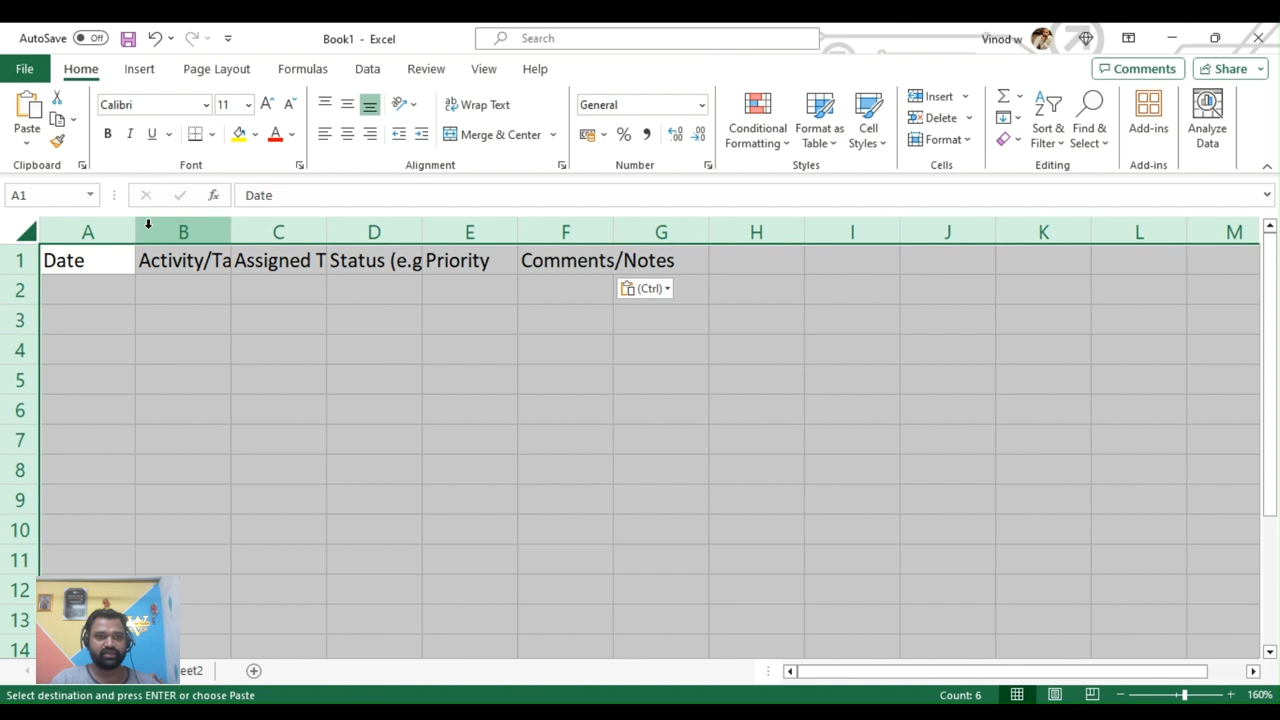 AutoSave Off Book1 - Excel Search Vinod w
File Home Insert Page Layout Formulas Data Review View Help Comments Share
Calibri 11 A A Wrap Text General Insert
Paste B I U A Merge & Center % Conditional Formatting Format as Table Cell Styles Delete Format Sort & Filter Find & Select Add-ins Analyze Data
Clipboard Font Alignment Number Styles Cells Editing Add-ins
A1 fx Date
A B C D E F G H I J K L M
1 Date Activity/Ta Assigned T Status (e.g Priority Comments/Notes
2 (Ctrl)
3
4
5
6
7
8
9
10
11
12
13
14
eet2
Select destination and press ENTER or choose Paste Count: 6 160%